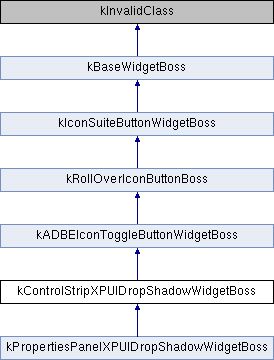 kInvalidClass
kBaseWidgetBoss
kIconSuiteButtonWidgetBoss
kRollOverIconButtonBoss
kADBEIconToggleButtonWidgetBoss
kControlStripXPUIDropShadowWidgetBoss
kPropertiesPanelXPUIDropShadowWidgetBoss